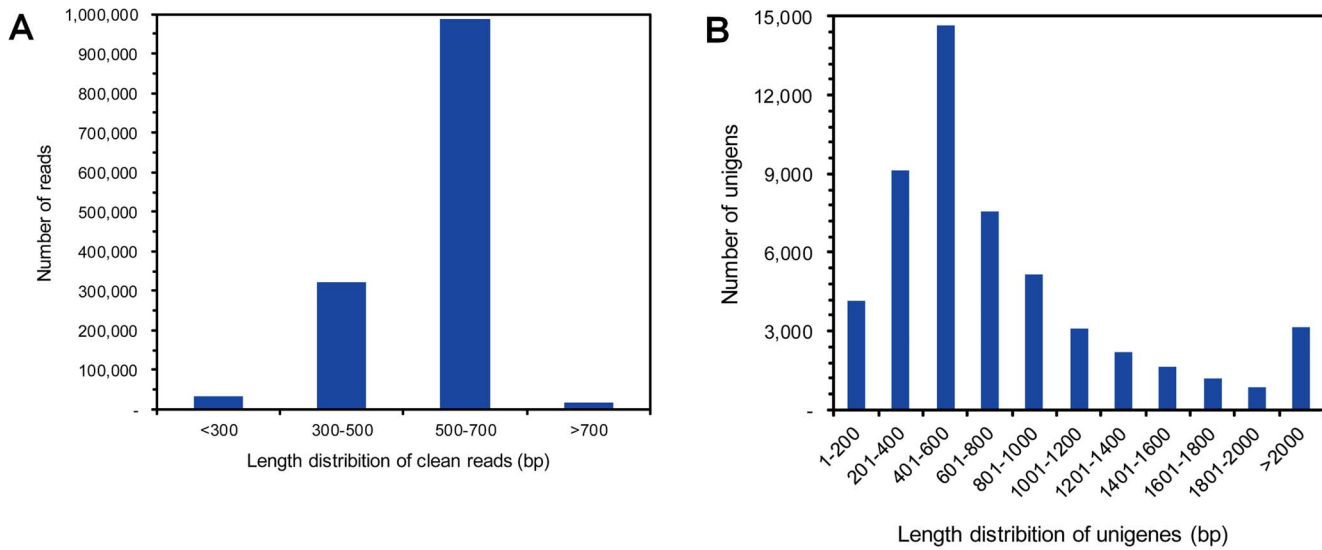 A
1,000,000
900,000
800,000
700,000
600,000
500,000
400,000
300,000
200,000
100,000
-
Number of reads
<300 300-500 500-700 >700
Length distribition of clean reads (bp)
B
15,000
12,000
9,000
6,000
3,000
-
Number of unigens
1-200 201-400 401-600 601-800 801-1000 1001-1200 1201-1400 1401-1600 1601-1800 1801-2000 >2000
Length distribition of unigenes (bp)